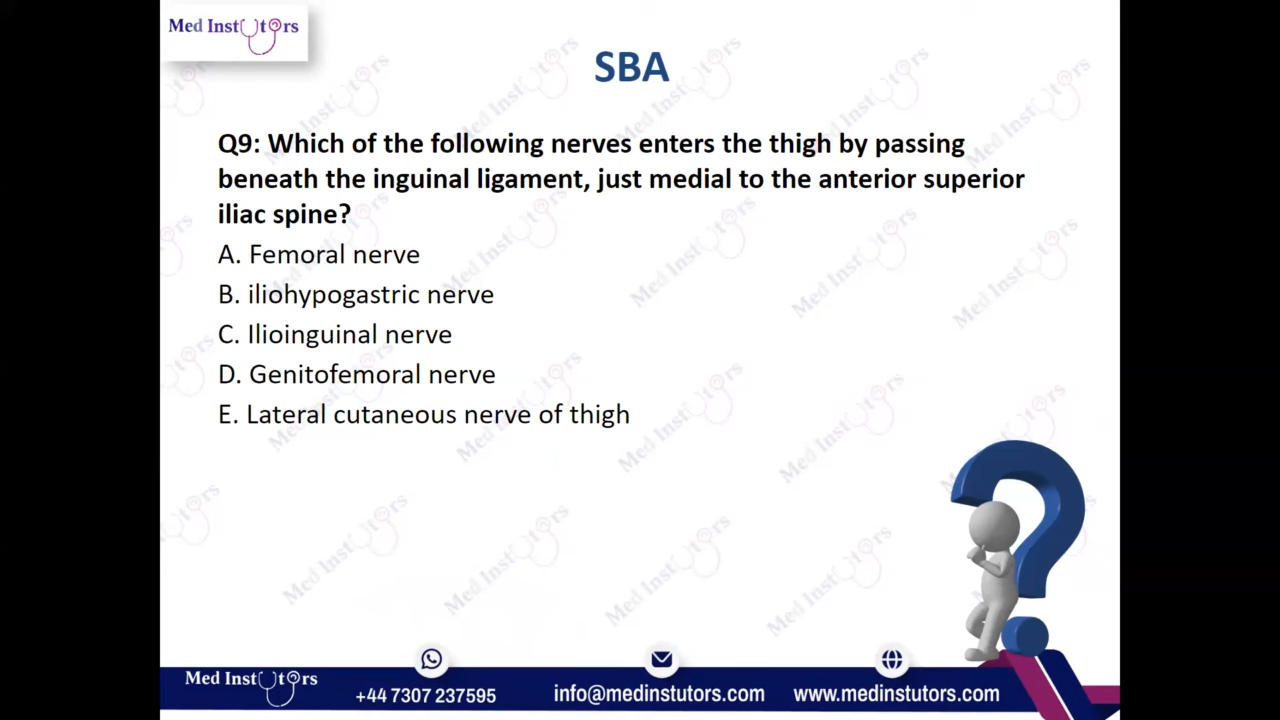 Med Instutors
SBA
Q9: Which of the following nerves enters the thigh by passing
beneath the inguinal ligament, just medial to the anterior superior
iliac spine?
A. Femoral nerve
B. iliohypogastric nerve
C. Ilioinguinal nerve
D. Genitofemoral nerve
E. Lateral cutaneous nerve of thigh
Med Instutors
+44 7307 237595
info@medinstutors.com
www.medinstutors.com